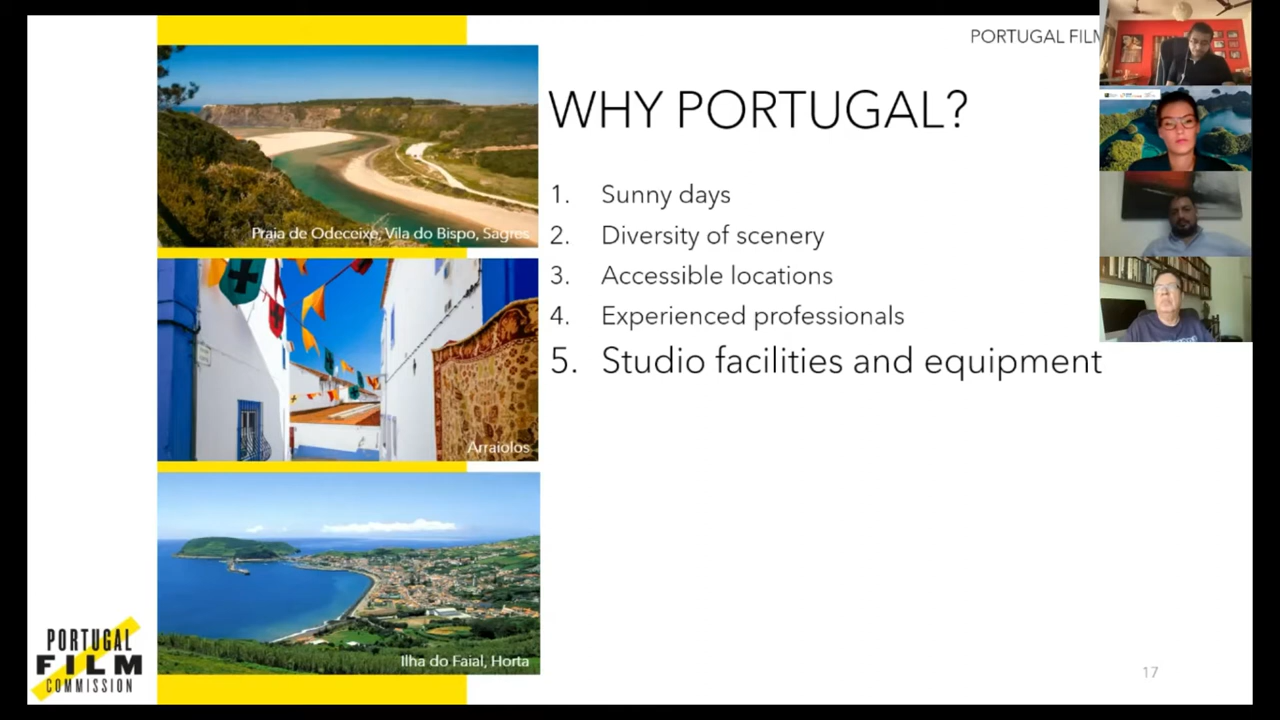 PORTUGAL FILM
WHY PORTUGAL?
1. Sunny days
2. Diversity of scenery
3. Accessible locations
4. Experienced professionals
5. Studio facilities and equipment
Praia de Odeceixe, Vila do Bispo, Sagres
Arraiolos
Ilha do Faial, Horta
PORTUGAL
FILM
COMMISSION
17